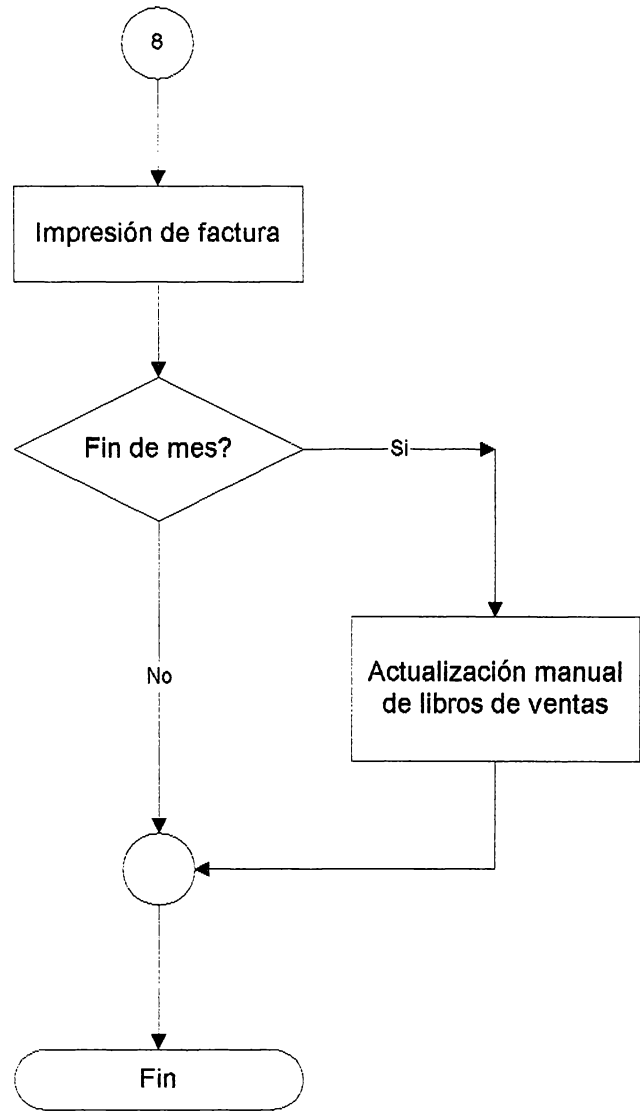 8
Impresión de factura
Fin de mes?
Si
Actualización manual
de libros de ventas
No
Fin